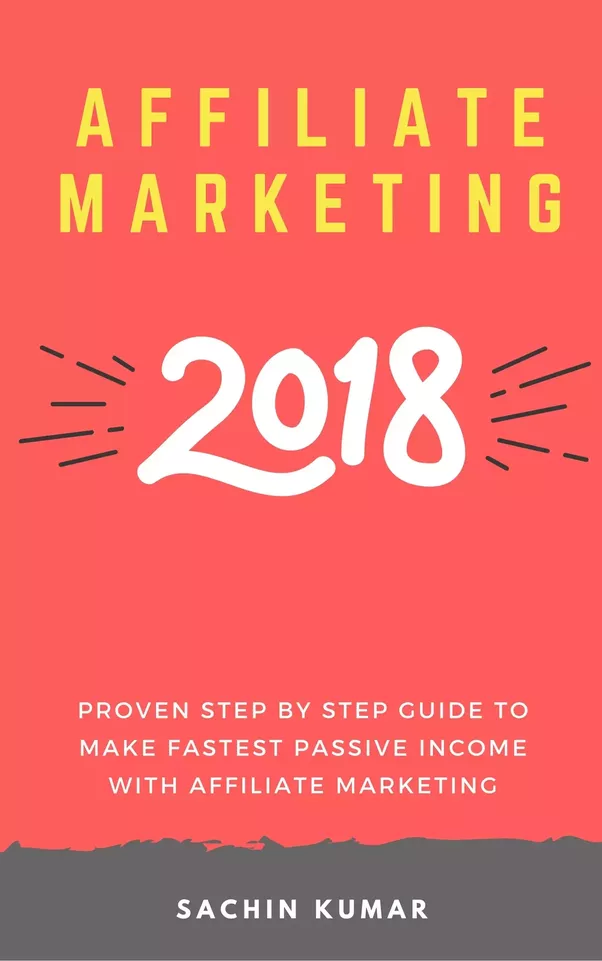 AFFILIATE
MARKETING
2018
PROVEN STEP BY STEP GUIDE TO
MAKE FASTEST PASSIVE INCOME
WITH AFFILIATE MARKETING
SACHIN KUMAR